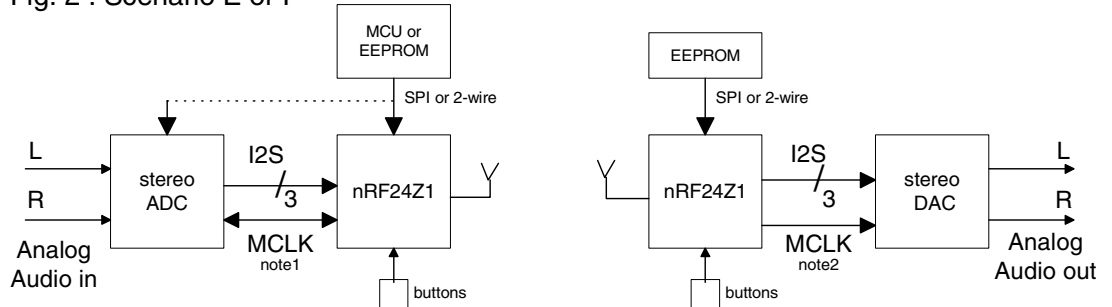 Fig. 2 : Scenario E or
MCU or
EEPROM
SPI or 2-wire
L
R
Analog
Audio in
stereo
ADC
I2S
3
MCLK
note1
nRF24Z1
buttons
EEPROM
SPI or 2-wire
nRF24Z1
buttons
I2S
3
MCLK
note2
stereo
DAC
L
R
Analog
Audio out